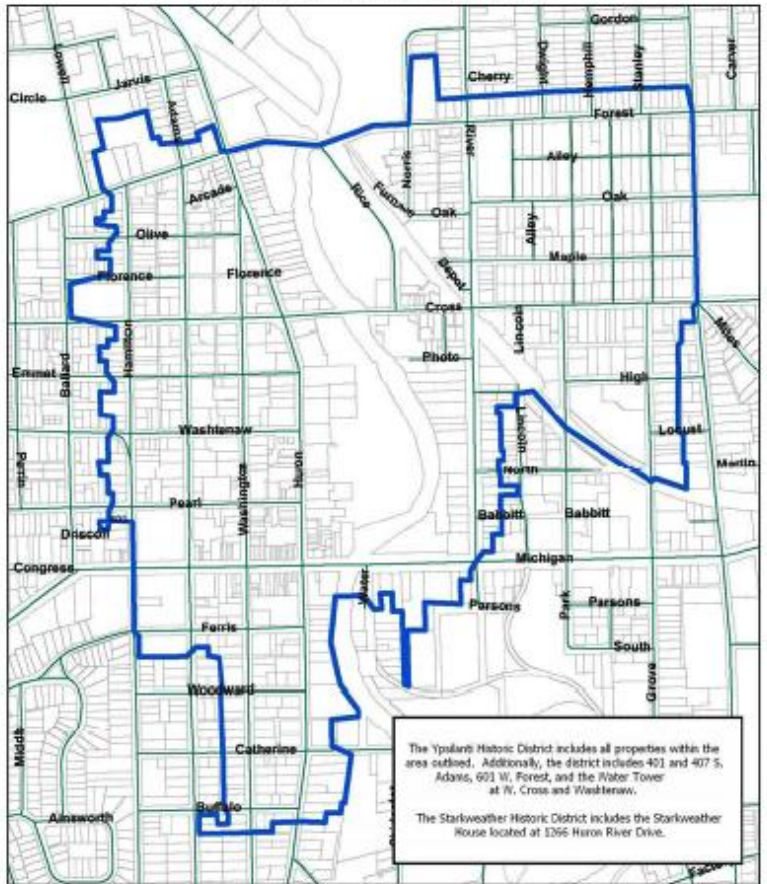 Gordon
Lowell
Dwight
Hemphill
Stanley
Carver
Jarvis
Cherry
Circle
Adams
Forest
River
Norris
Alley
Arcade
Rice
Furnace
Oak
Oak
Alley
Olive
Maple
Florence
Florence
Depot
Cross
Lincoln
Miles
Photo
Hamilton
Emmet
Ballard
High
Lincoln
Washtenaw
Locust
Perrin
Huron
Washington
North
Martin
Pearl
Babbitt
Babbitt
Driscoll
Michigan
Congress
Water
Parsons
Park
Parsons
Ferris
South
Grove
Woodward
Catherine
Buffalo
Ainsworth
The Ypsilanti Historic District includes all properties within the
area outlined. Additionally, the district includes 401 and 407 S.
Adams, 601 W. Forest, and the Water Tower
at W. Cross and Washtenaw.
The Starkweather Historic District includes the Starkweather
House located at 1266 Huron River Drive.